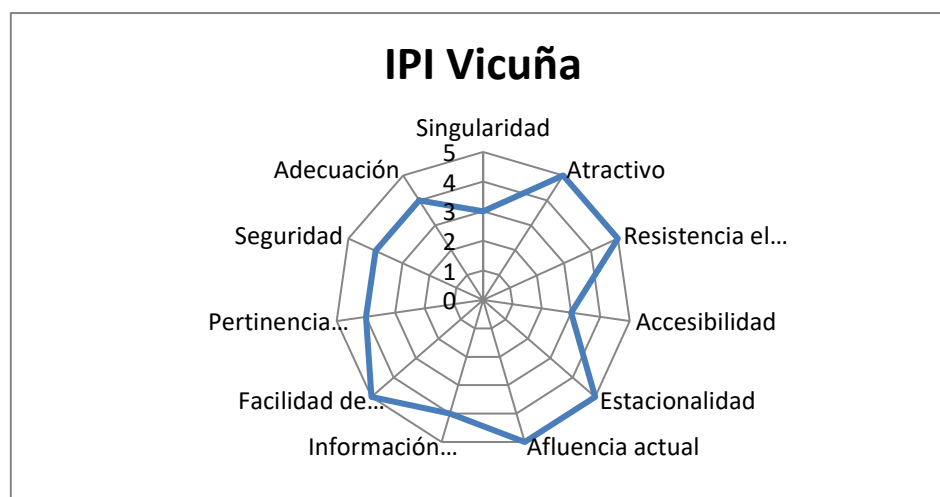 IPI Vicuña
Singularidad
Atractivo
Resistencia el...
Accesibilidad
Estacionalidad
Afluencia actual
Información...
Facilidad de...
Pertinencia...
Seguridad
Adecuación
5
4
3
2
1
0